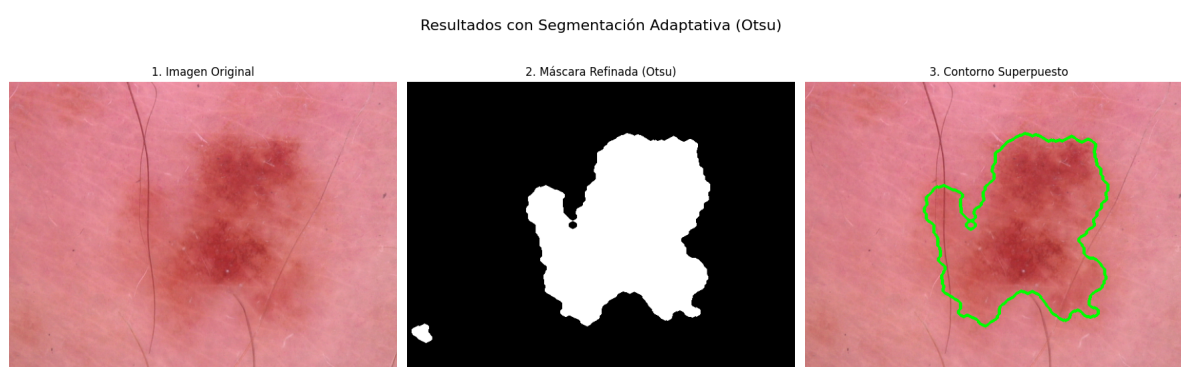 Resultados con Segmentación Adaptativa (Otsu)
1. Imagen Original
2. Máscara Refinada (Otsu)
3. Contorno Superpuesto